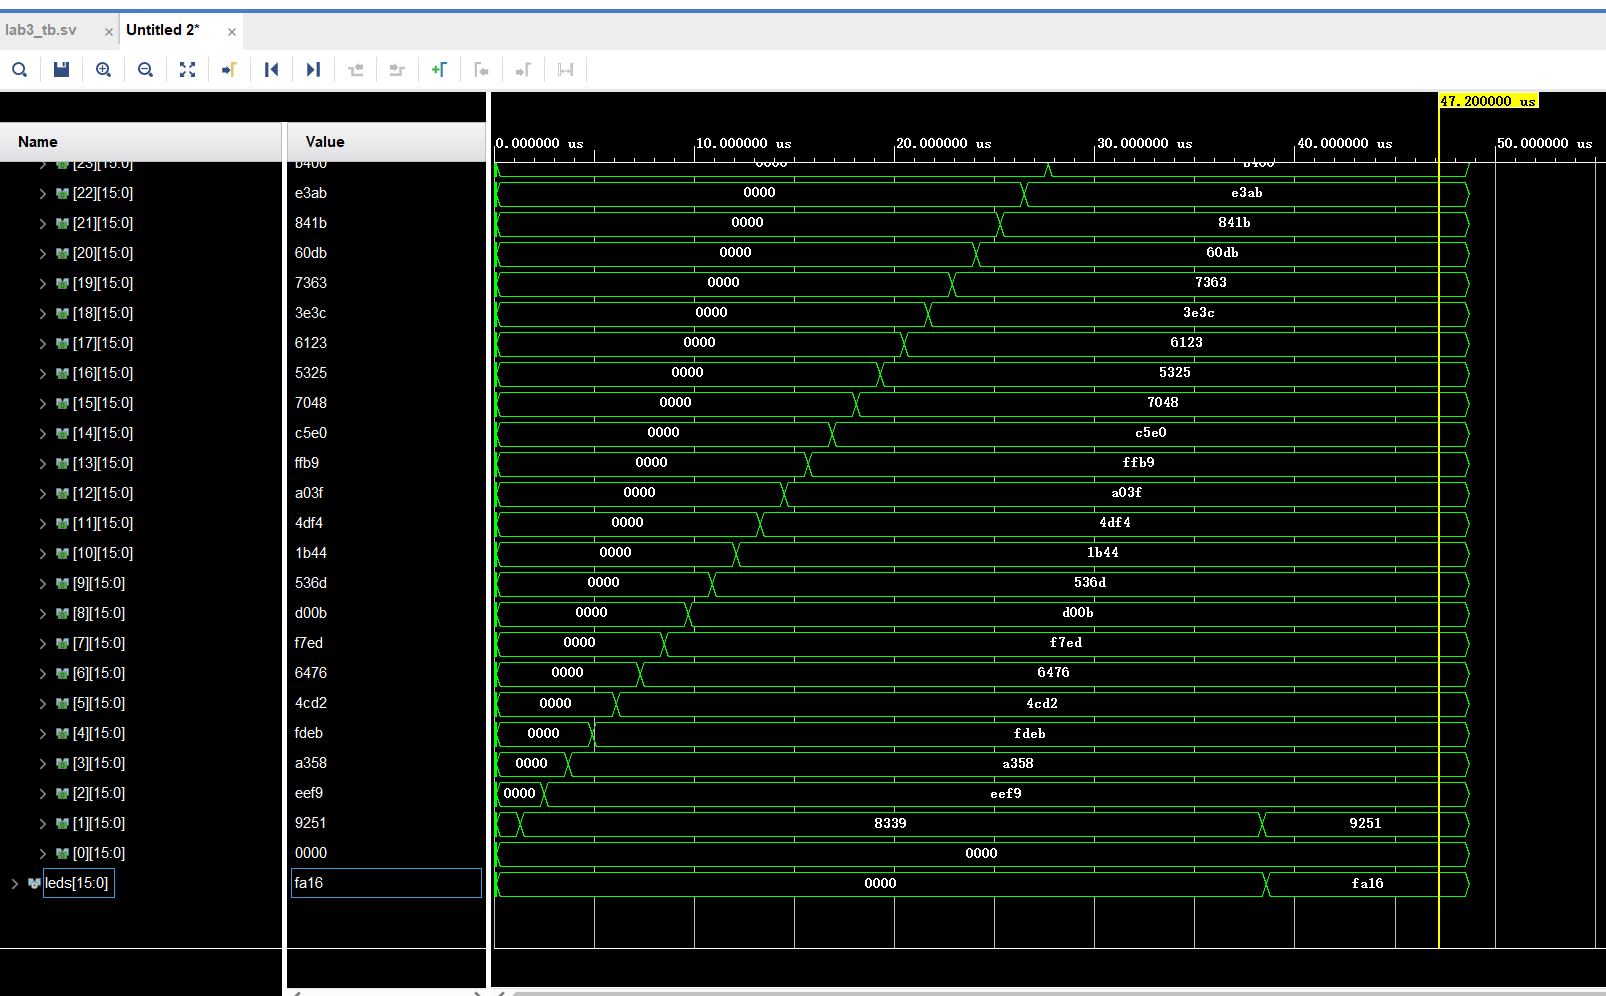 lab3_tb.sv × Untitled 2* ×
47.200000 us
Name Value 0.000000 us 10.000000 us 20.000000 us 30.000000 us 40.000000 us 50.000000 us
[23][15:0] b400 0000 b400
[22][15:0] e3ab 0000 e3ab
[21][15:0] 841b 0000 841b
[20][15:0] 60db 0000 60db
[19][15:0] 7363 0000 7363
[18][15:0] 3e3c 0000 3e3c
[17][15:0] 6123 0000 6123
[16][15:0] 5325 0000 5325
[15][15:0] 7048 0000 7048
[14][15:0] c5e0 0000 c5e0
[13][15:0] ffb9 0000 ffb9
[12][15:0] a03f 0000 a03f
[11][15:0] 4df4 0000 4df4
[10][15:0] 1b44 0000 1b44
[9][15:0] 536d 0000 536d
[8][15:0] d00b 0000 d00b
[7][15:0] f7ed 0000 f7ed
[6][15:0] 6476 0000 6476
[5][15:0] 4cd2 0000 4cd2
[4][15:0] fdeb 0000 fdeb
[3][15:0] a358 0000 a358
[2][15:0] eef9 0000 eef9
[1][15:0] 9251 8339 9251
[0][15:0] 0000 0000
leds[15:0] fa16 0000 fa16